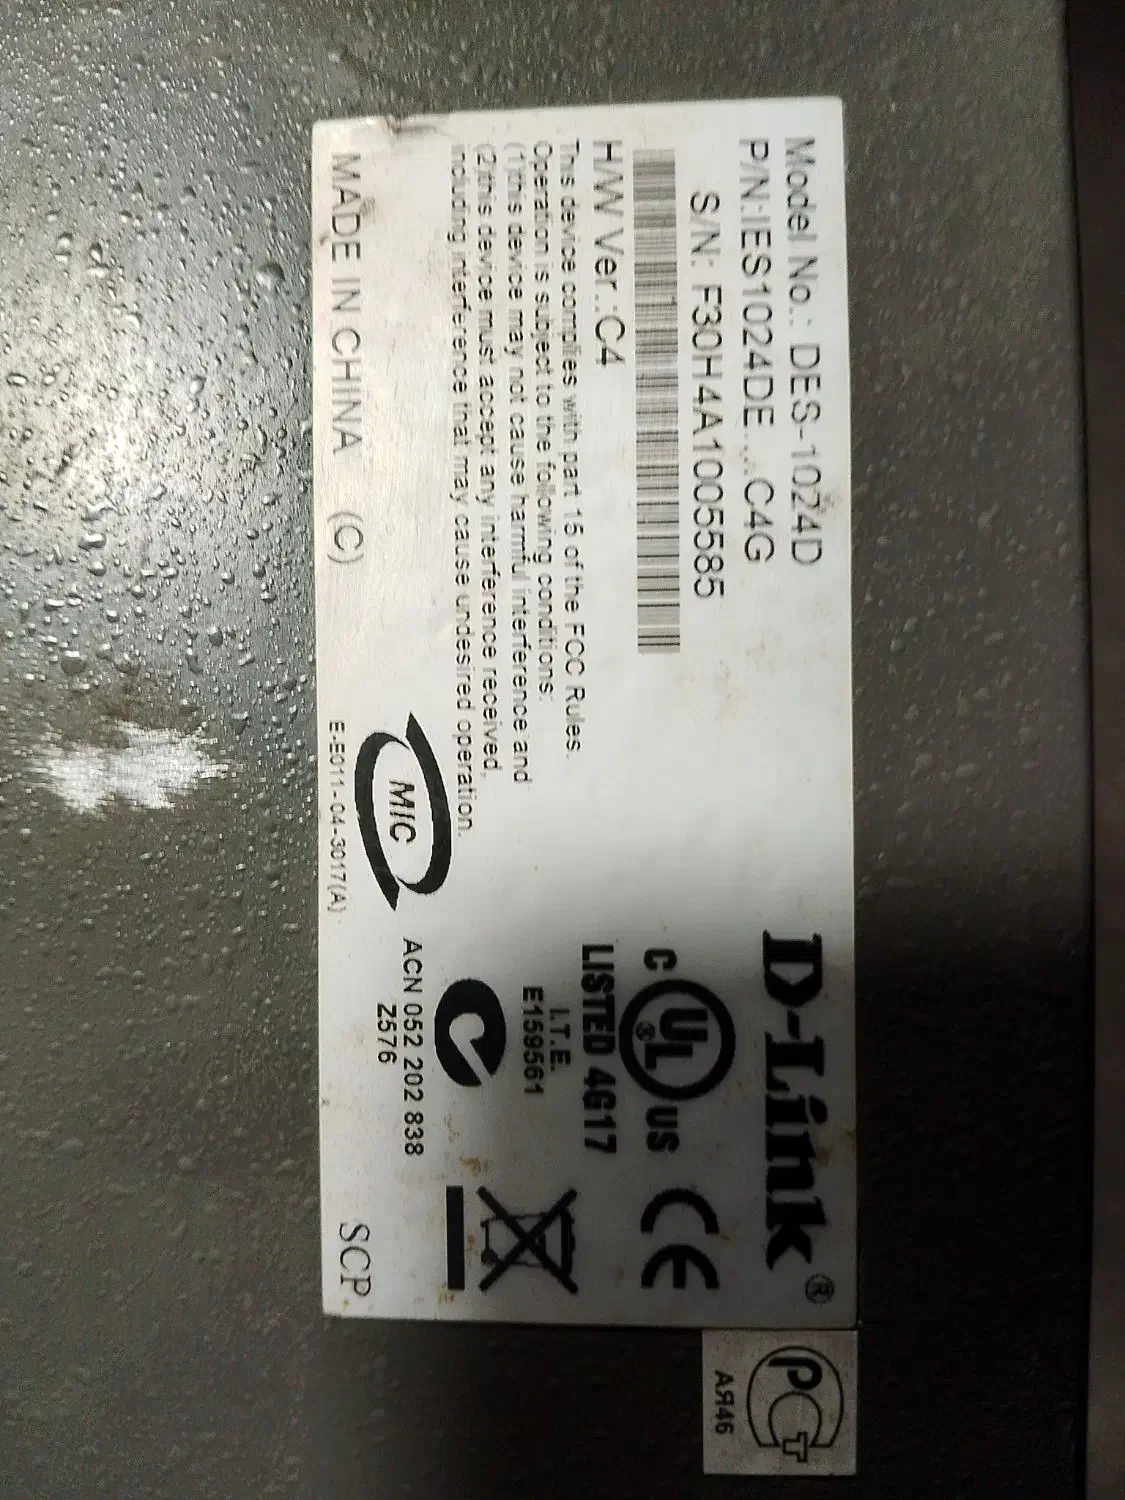 Model No.: DES-1024D
P/N:IES1024DE....C4G
S/N: F30H4A1005585
H/W Ver.:C4
This device complies with part 15 of the FCC Rules.
Operation is subject to the following conditions:
(1)this device may not cause harmful interference and
(2)this device must accept any interference received,
including interference that may cause undesired operation.
MADE IN CHINA (C)
MIC
E-E011-04-3017(A)
D-Link®
C UL® US
LISTED 4G17
I.T.E.
E159561
CE
ACN 052 202 838
Z576
SCP
РСТ
АЯ46